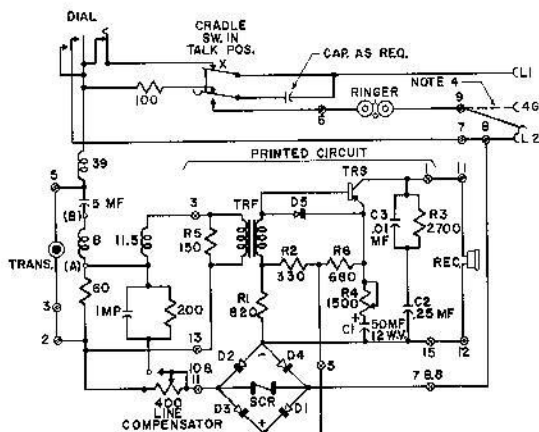 DIAL
CRADLE
SW. IN
TALK POS.
X
CAP. AS REQ.
L1
100
RINGER
NOTE 4
9
4G
6
7
8
L2
39
PRINTED CIRCUIT
5
5 MF
(B)
8
11.5
3
R5
150
TRF
D5
TRS
1
11
C3
.01
MF
R3
2700
REC.
TRANS.
(A)
60
1MF
200
R2
330
R6
680
R1
820
R4
1500
+
C1
50MF
12 W.V.
C2
.25 MF
3
2
13
15
12
10 &
11
D2
-
D4
5
7 & 8
400
LINE
COMPENSATOR
D3
SCR
D1
+